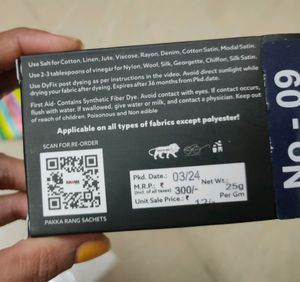 Use Salt for Cotton, Linen, Jute, Viscose, Rayon, Denim, Cotton Satin, Modal Satin.
Use 2-3 tablespoons of vinegar for Nylon, Wool, Silk, Georgette, Chiffon, Silk Satin.
Use DyFix post dyeing as per instructions in the video. Avoid direct sunlight while
drying your fabric after dyeing. Expires after 36 months from Pkd date.
First Aid- Contains Synthetic Fiber Dye. Avoid contact with eyes. If contact occurs,
flush with water. If swallowed, give water or milk, and contact a physician. Keep out
of reach of children. Poisonous and Non edible
Applicable on all types of fabrics except polyester!
SCAN FOR RE-ORDER
PAKKA RANG SACHETS
Pkd. Date: 03/24
M.R.P.: ₹ 300/-
(Incl. of all taxes)
Net Wt.: 25g
Unit Sale Price: ₹ 12/-
Per Gm
No.- 09